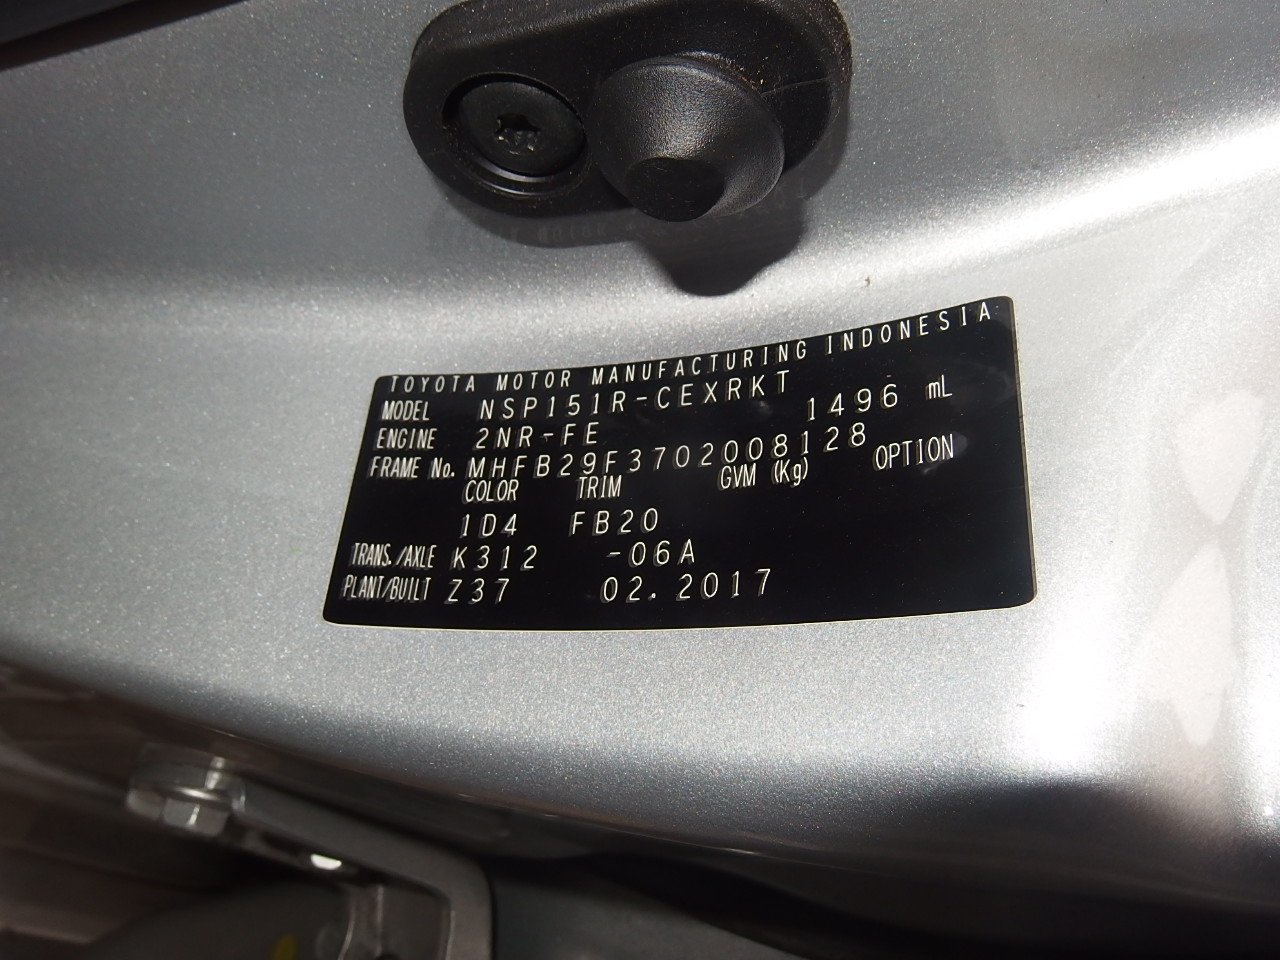 TOYOTA MOTOR MANUFACTURING INDONESIA
MODEL NSP151R-CEXRKT
ENGINE 2NR-FE 1496 mL
FRAME No. MHFB29F3702008128
COLOR TRIM GVM (Kg) OPTION
1D4 FB20
TRANS./AXLE K312 -06A
PLANT/BUILT Z37 02.2017